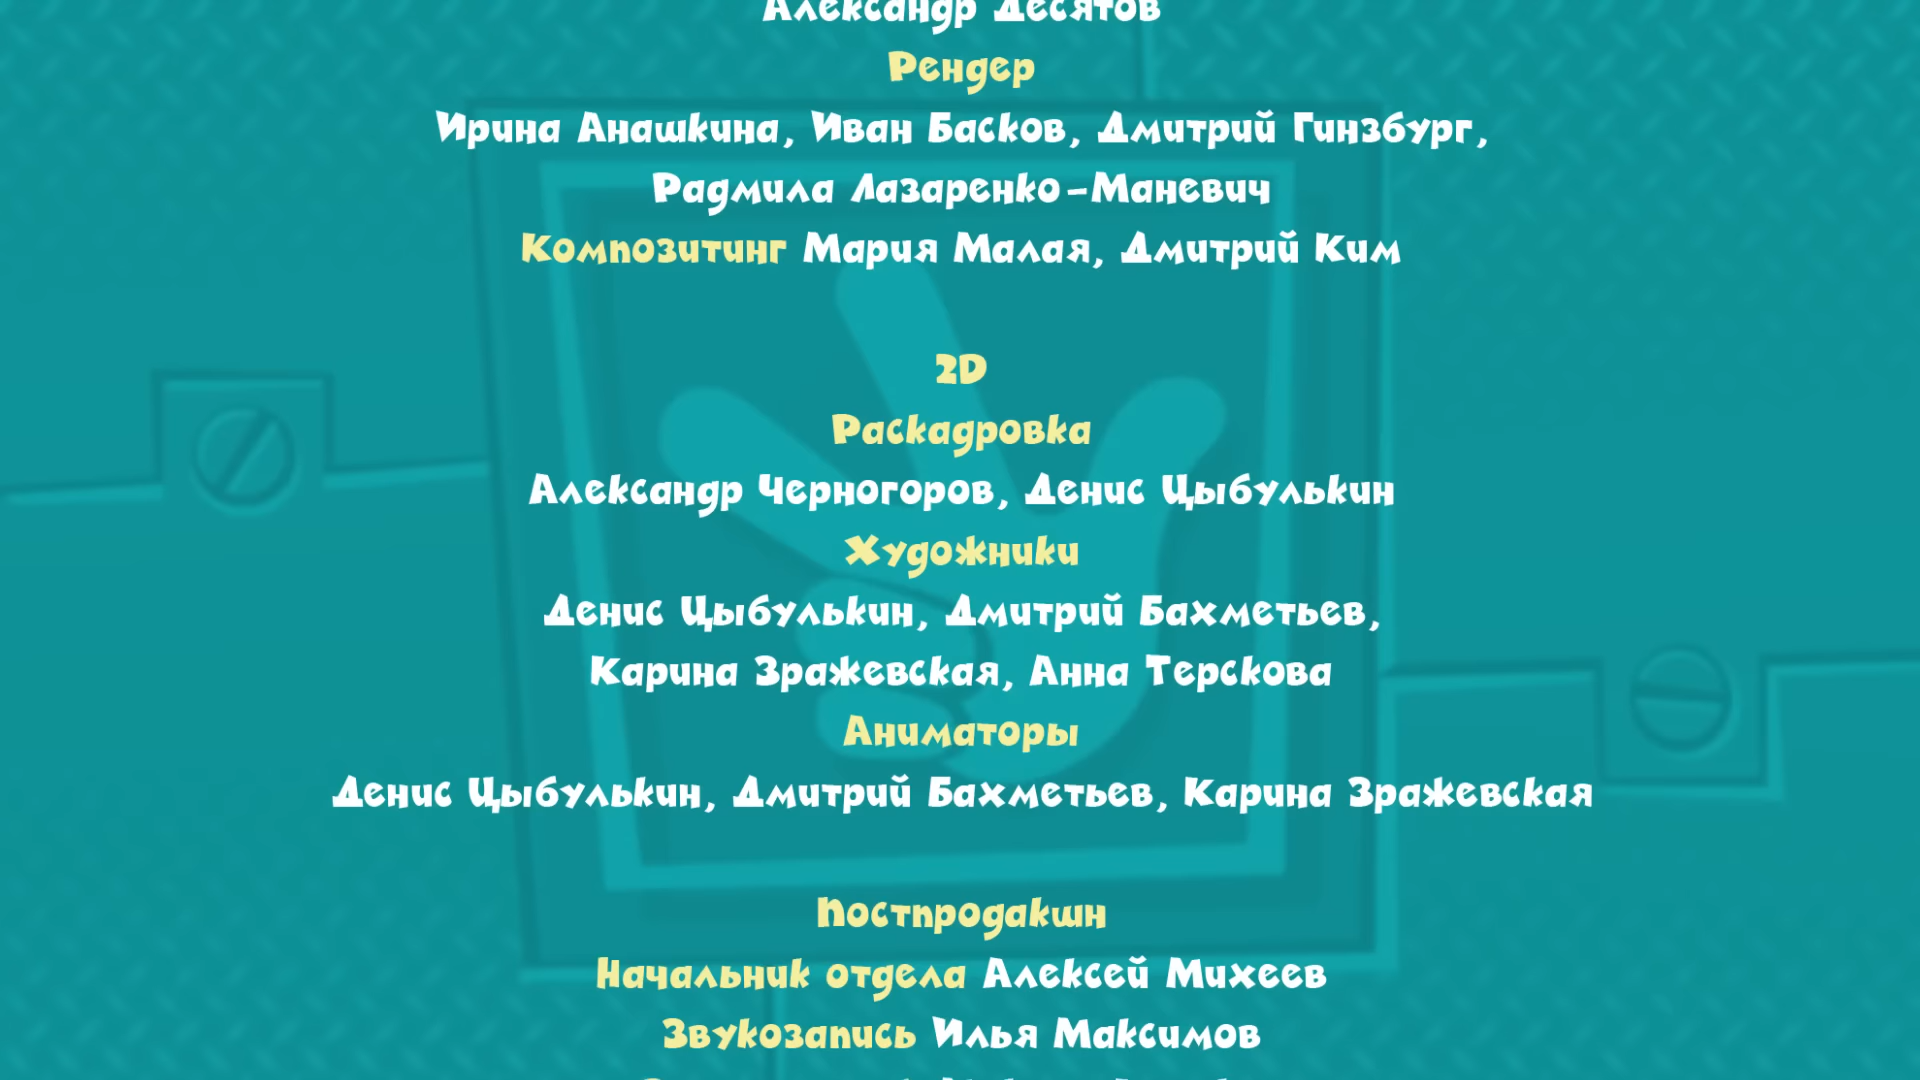 Александр Десятов
Рендер
Ирина Анашкина, Иван Басков, Дмитрий Гинзбург,
Радмила Лазаренко-Маневич
Композитинг Мария Малая, Дмитрий Ким
2D
Раскадровка
Александр Черногоров, Денис Цыбулькин
Художники
Денис Цыбулькин, Дмитрий Бахметьев,
Карина Зражевская, Анна Терскова
Аниматоры
Денис Цыбулькин, Дмитрий Бахметьев, Карина Зражевская
Постпродакшн
Начальник отдела Алексей Михеев
Звукозапись Илья Максимов